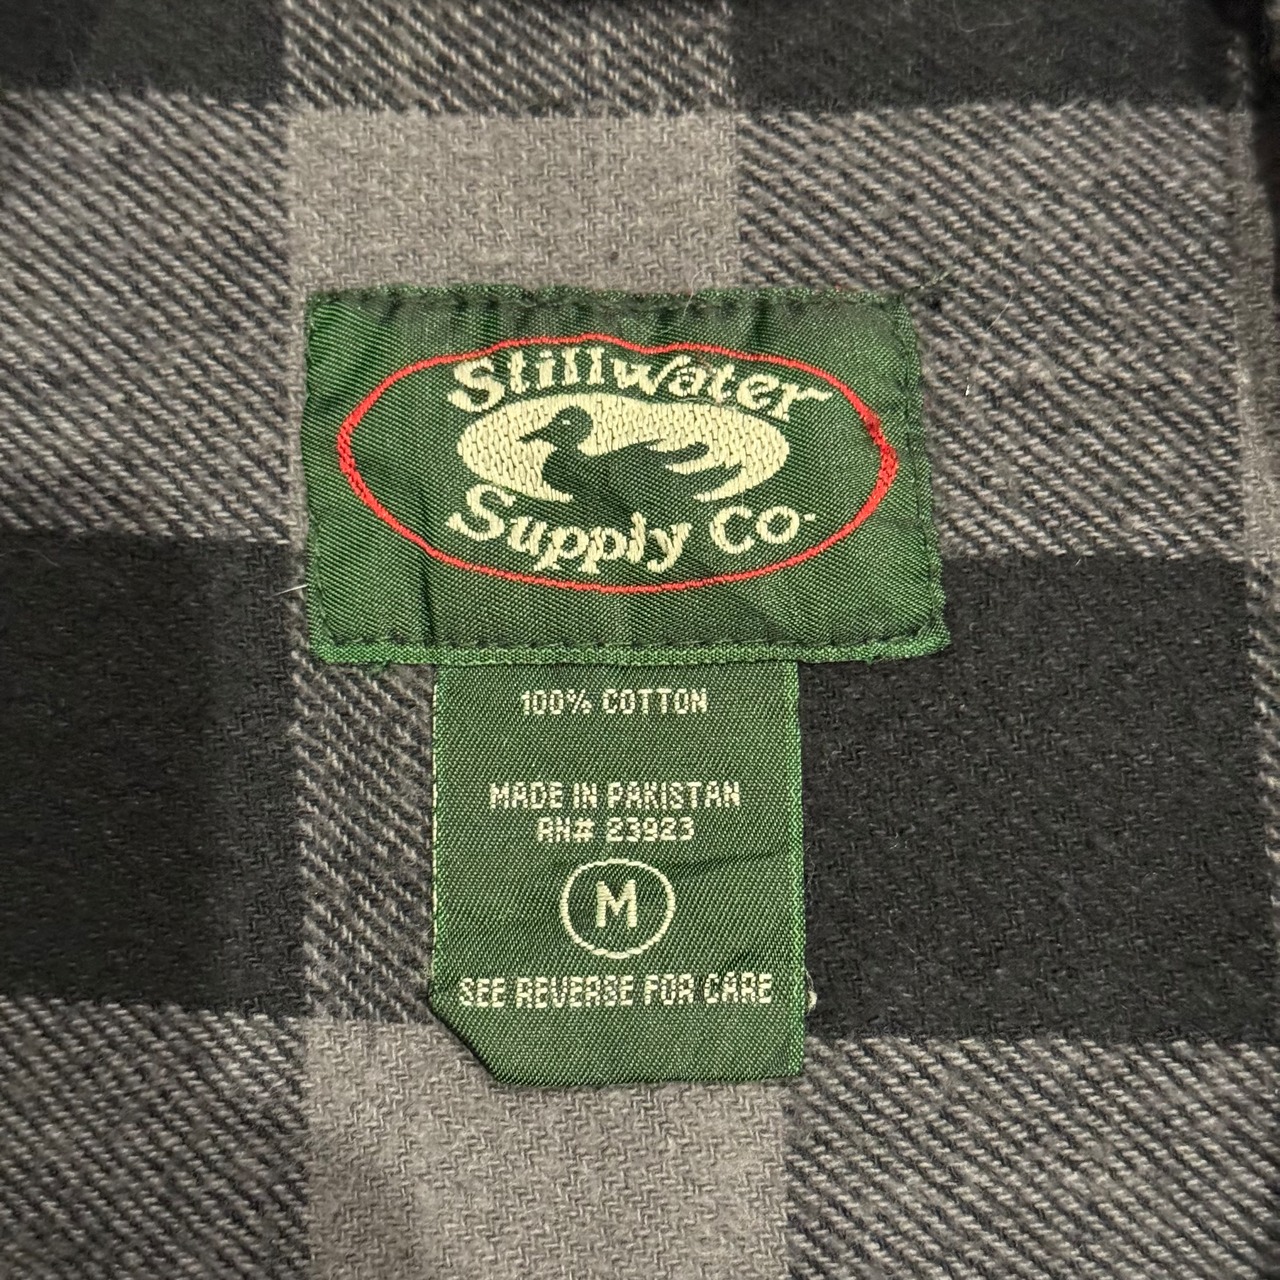 Stillwater
Supply Co.
100% COTTON
MADE IN PAKISTAN
RN# 23923
M
SEE REVERSE FOR CARE